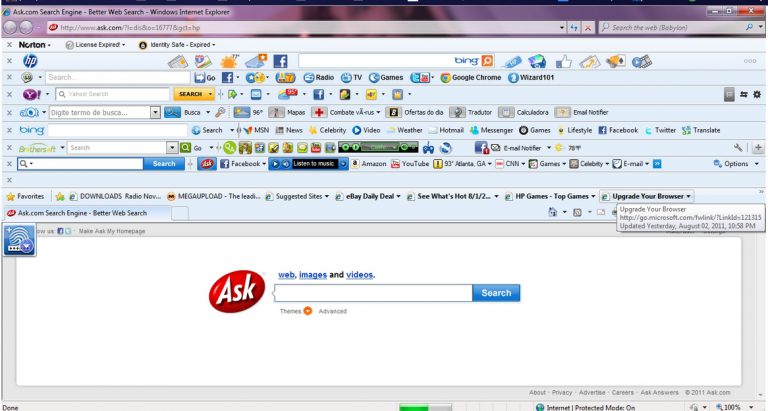 Ask.com Search Engine - Better Web Search - Windows Internet Explorer
http://www.ask.com/?l=dis&o=16777&gct=hp
Search the web (Babylon)
x Norton License Expired! Identity Safe - Expired
x hp bing
x Search... Go Radio TV Games Google Chrome Wizard101
x Y! Yahoo! Search SEARCH
x Digite termo de busca... Busca 96° Mapas Combate vÃ­rus Ofertas do dia Tradutor Calculadora Email Notifier
x bing Search MSN News Celebrity Video Weather Hotmail Messenger Games Lifestyle Facebook Twitter Translate
x Go E-mail Notifier 78°F
x Search Ask Facebook Listen to music Amazon YouTube 93° Atlanta, GA CNN Games Celebrity E-mail Options
x
Favorites DOWNLOADS Radio Nov... MEGAUPLOAD - The leadi... Suggested Sites eBay Daily Deal See What's Hot 8/1/2... HP Games - Top Games Upgrade Your Browser
Ask.com Search Engine - Better Web Search
Upgrade Your Browser
http://go.microsoft.com/fwlink/?LinkId=121315
Updated Yesterday, August 02, 2011, 10:58 PM
ow us: Make Ask My Homepage
web, images and videos.
Ask Search
Themes Advanced
About · Privacy · Advertise · Careers · Ask Answers © 2011 Ask.com
Done Internet | Protected Mode: On 100%